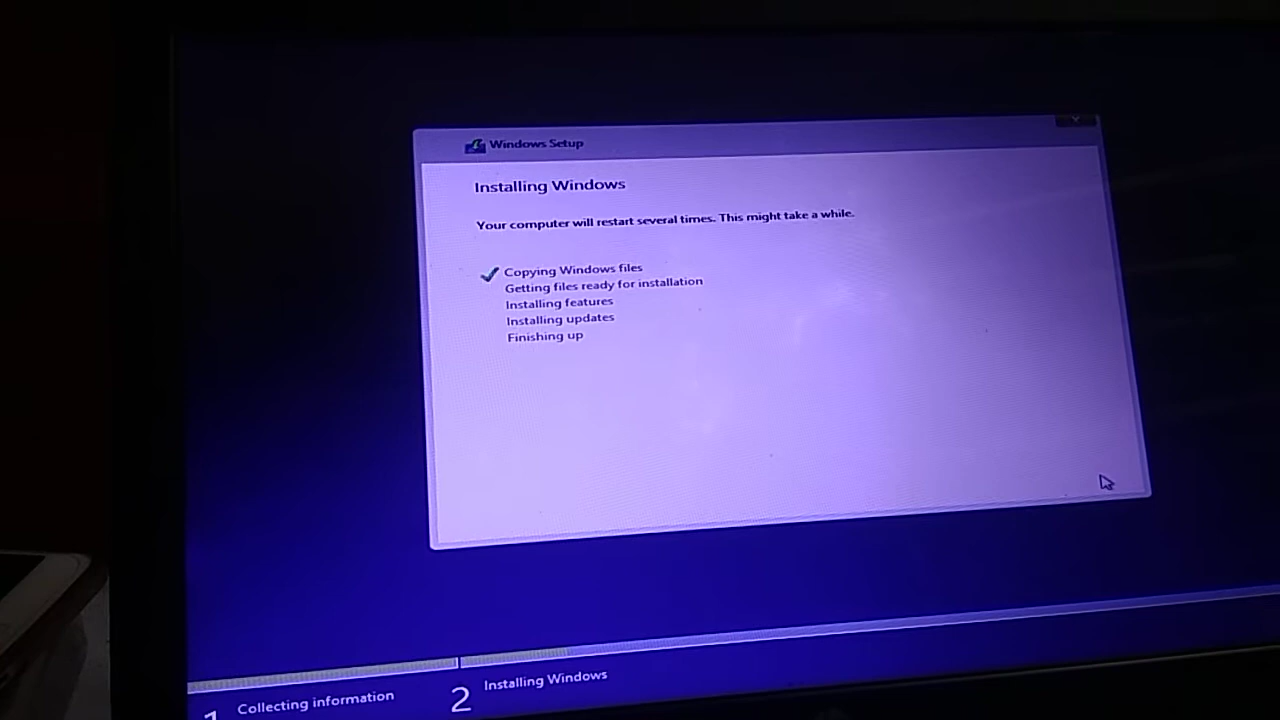 Windows Setup
Installing Windows
Your computer will restart several times. This might take a while.
Copying Windows files
Getting files ready for installation
Installing features
Installing updates
Finishing up
1 Collecting information
2 Installing Windows